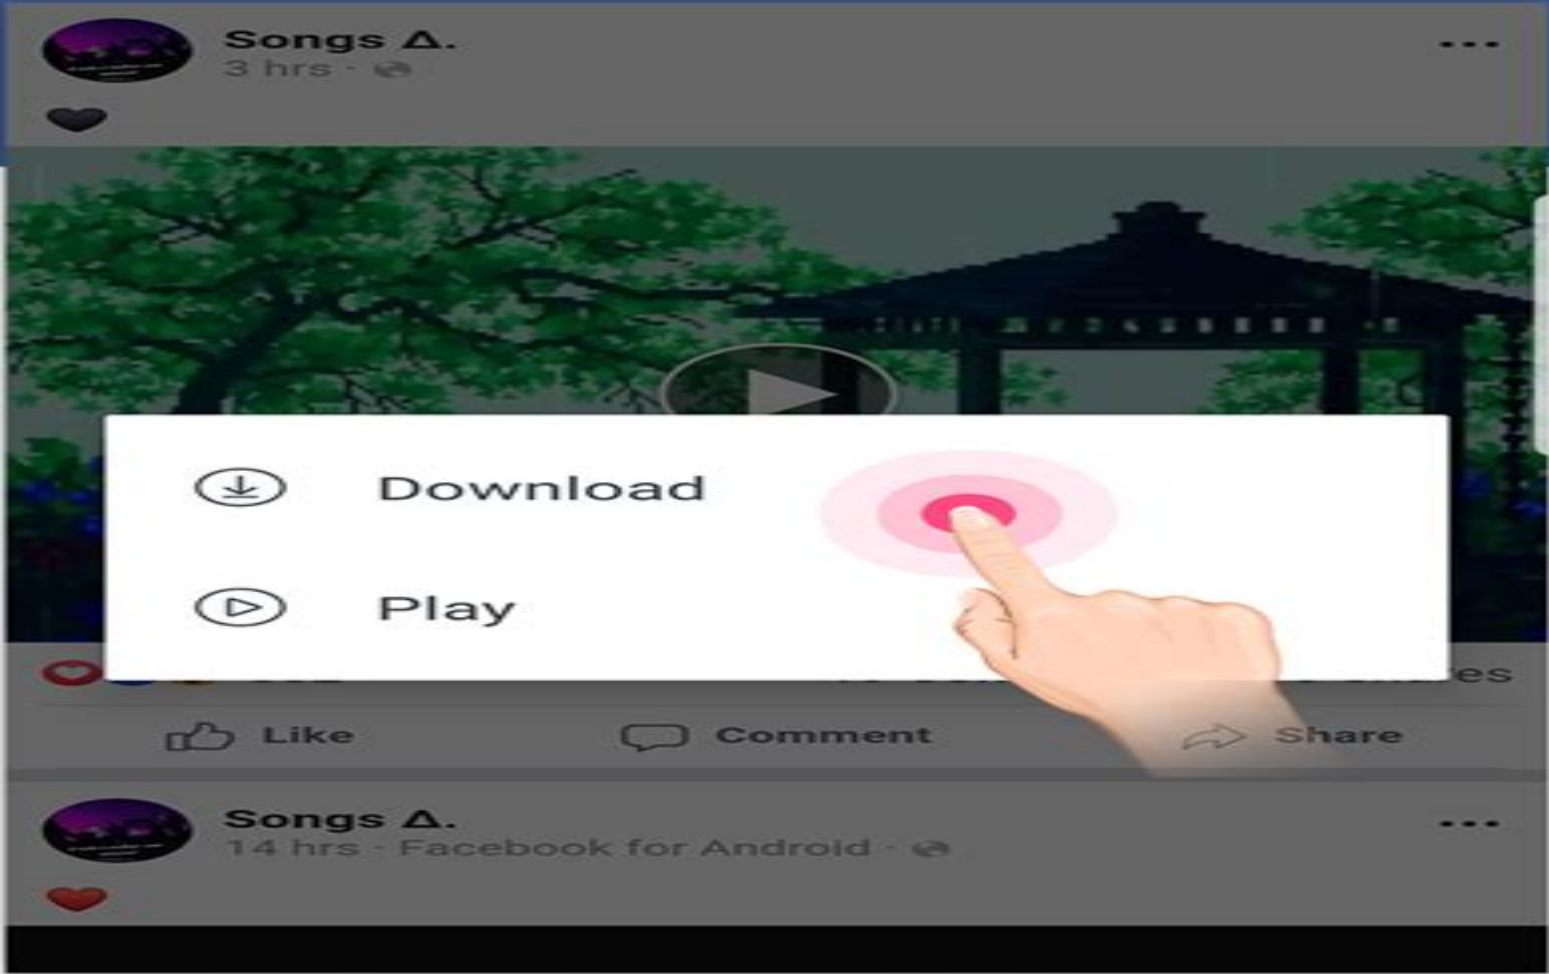 Songs Δ.
3 hrs ·
Download
Play
Like
Comment
Share
Songs Δ.
14 hrs · Facebook for Android ·